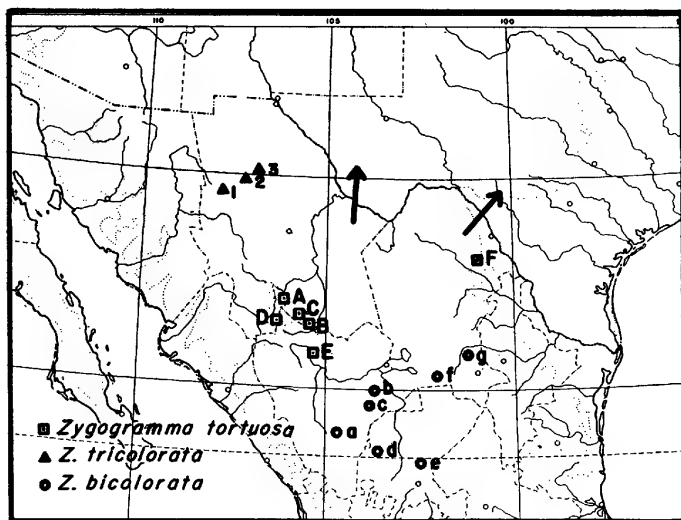 110 105 100
3
2
1
F
A
C
D B
E
g
f
b
c
a
d
e
Zygogramma tortuosa
Z. tricolorata
Z. bicolorata